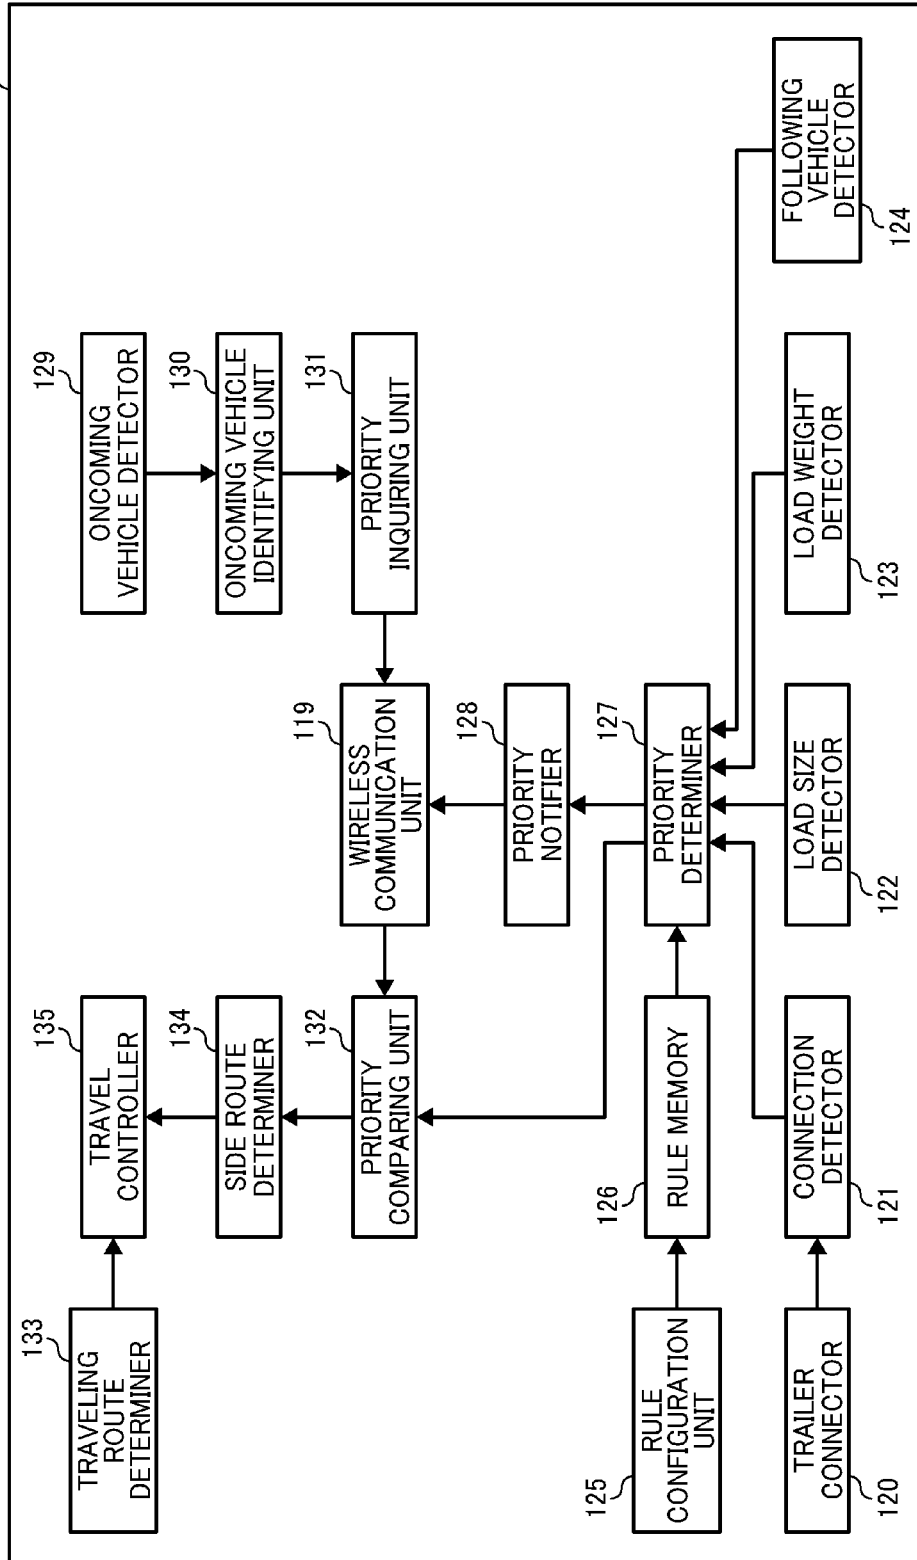 133
TRAVELING
ROUTE
DETERMINER
135
TRAVEL
CONTROLLER
129
ONCOMING
VEHICLE DETECTOR
134
SIDE ROUTE
DETERMINER
130
ONCOMING VEHICLE
IDENTIFYING UNIT
132
PRIORITY
COMPARING UNIT
119
WIRELESS
COMMUNICATION
UNIT
131
PRIORITY
INQUIRING UNIT
128
PRIORITY
NOTIFIER
125
RULE
CONFIGURATION
UNIT
126
RULE MEMORY
127
PRIORITY
DETERMINER
120
TRAILER
CONNECTOR
121
CONNECTION
DETECTOR
122
LOAD SIZE
DETECTOR
123
LOAD WEIGHT
DETECTOR
124
FOLLOWING
VEHICLE
DETECTOR